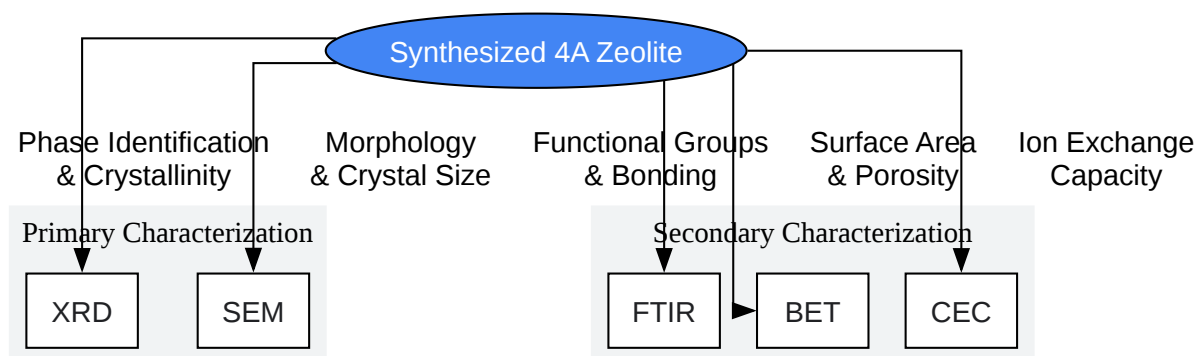 Synthesized 4A Zeolite
Phase Identification
& Crystallinity
Morphology
& Crystal Size
Functional Groups
& Bonding
Surface Area
& Porosity
Ion Exchange
Capacity
Primary Characterization
Secondary Characterization
XRD
SEM
FTIR
BET
CEC